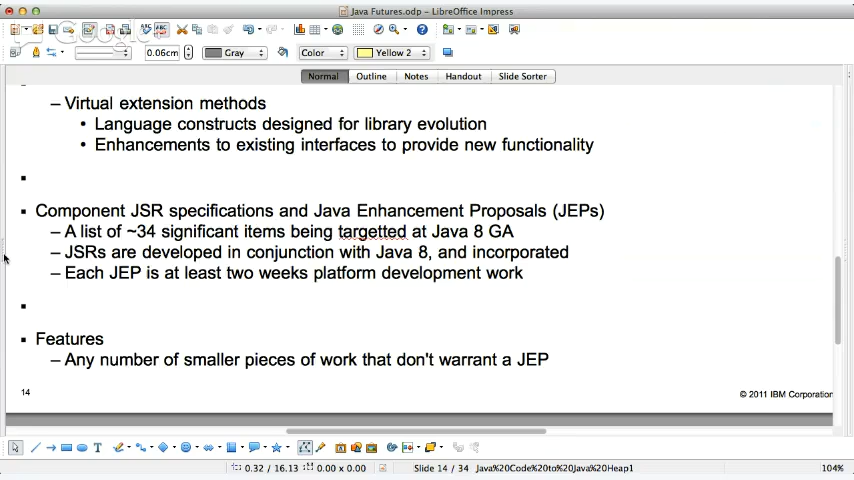 Java Futures.odp – LibreOffice Impress
0.06cm
Gray
Color
Yellow 2
Normal
Outline
Notes
Handout
Slide Sorter
– Virtual extension methods
• Language constructs designed for library evolution
• Enhancements to existing interfaces to provide new functionality
▪ Component JSR specifications and Java Enhancement Proposals (JEPs)
– A list of ~34 significant items being targetted at Java 8 GA
– JSRs are developed in conjunction with Java 8, and incorporated
– Each JEP is at least two weeks platform development work
▪ Features
– Any number of smaller pieces of work that don't warrant a JEP
14
© 2011 IBM Corporation
0.32 / 16.13
0.00 x 0.00
Slide 14 / 34
Java%20Code%20to%20Java%20Heap1
104%